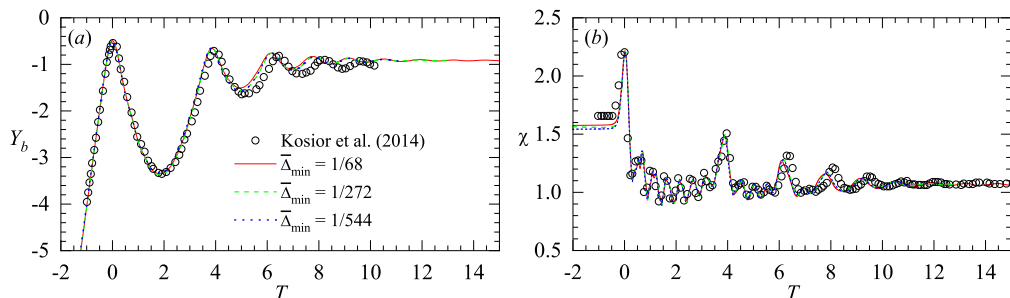 (a)
0
-1
-2
-3
-4
-5
Y_b
Kosior et al. (2014)
Δ̅_min = 1/68
Δ̅_min = 1/272
Δ̅_min = 1/544
-2 0 2 4 6 8 10 12 14
T
(b)
2.5
2.0
1.5
1.0
0.5
χ
-2 0 2 4 6 8 10 12 14
T